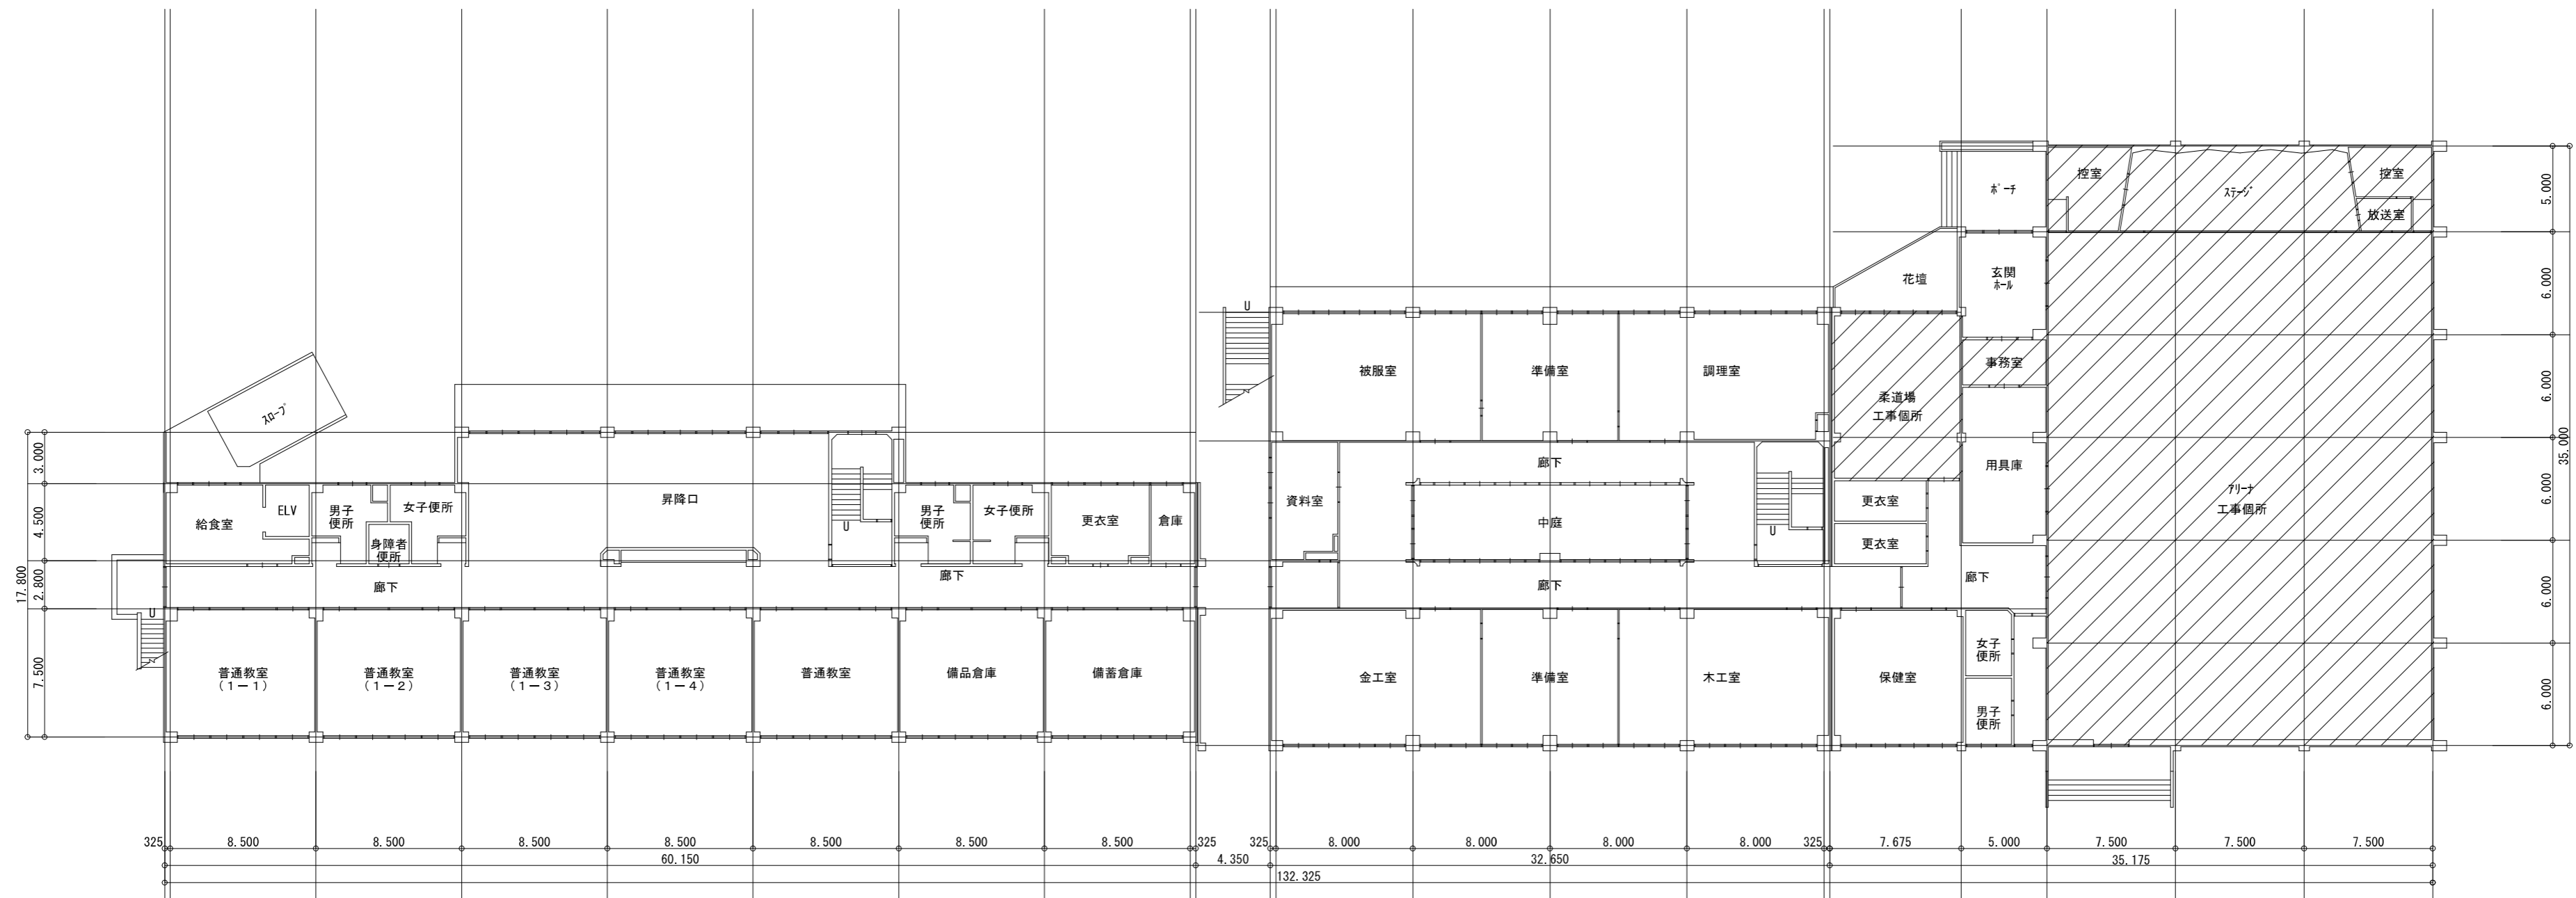 控室
ｽﾃｰｼﾞ
控室
放送室
ﾎﾟｰﾁ
5.000
花壇
玄関
ﾎｰﾙ
6.000
U
被服室
準備室
調理室
事務室
6.000
柔道場
工事個所
ｽﾛｰﾌﾟ
3.000
35.000
廊下
用具庫
6.000
アリーナ
工事個所
昇降口
資料室
更衣室
給食室
ELV
男子
便所
女子便所
身障者
便所
4.500
U
男子
便所
女子便所
更衣室
倉庫
中庭
U
更衣室
17.800
2.800
廊下
廊下
廊下
廊下
6.000
U
7.500
普通教室
(1－1)
普通教室
(1－2)
普通教室
(1－3)
普通教室
(1－4)
普通教室
備品倉庫
備蓄倉庫
金工室
準備室
木工室
保健室
女子
便所
男子
便所
6.000
325
8.500
8.500
8.500
8.500
8.500
8.500
8.500
325
325
8.000
8.000
8.000
8.000
325
7.675
5.000
7.500
7.500
7.500
60.150
4.350
32.650
35.175
132.325